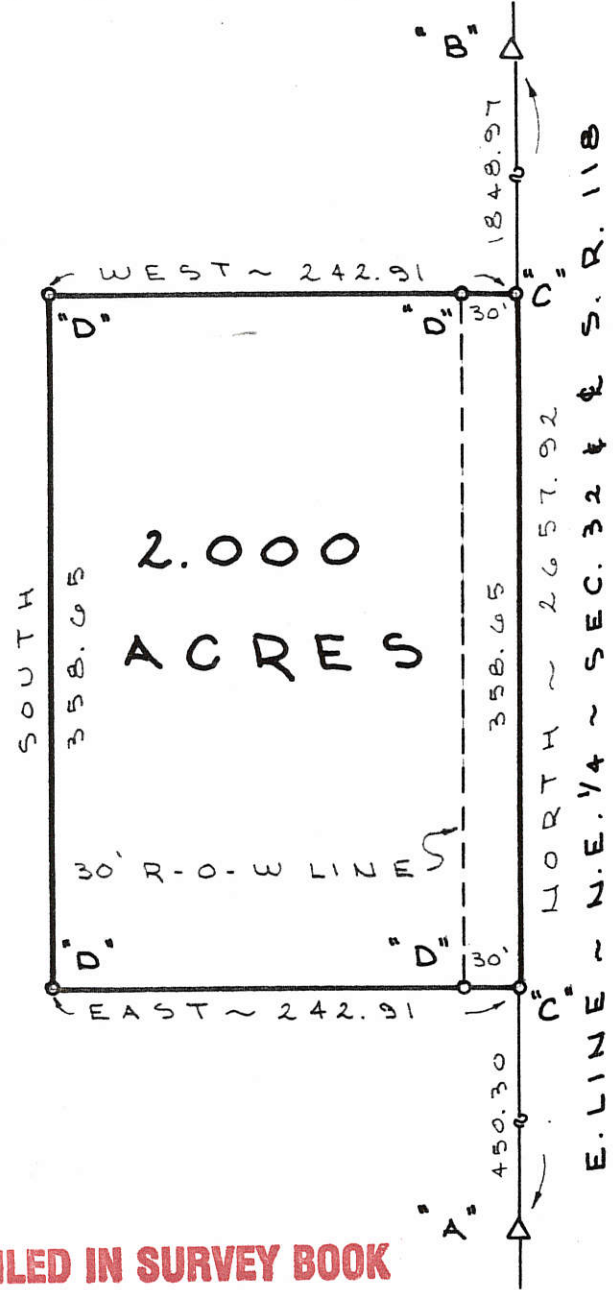 "B"
1848.97
WEST ~ 242.91
"C"
"D"
"D"
30'
SOUTH
358.65
2.000
ACRES
358.65
NORTH ~ 2657.92
E. LINE ~ N.E. 1/4 ~ SEC. 32 & ℄ S. R. 118
30' R-O-W LINE
"D"
"D"
30'
EAST ~ 242.91
"C"
450.30
"A"
IN SURVEY BOOK